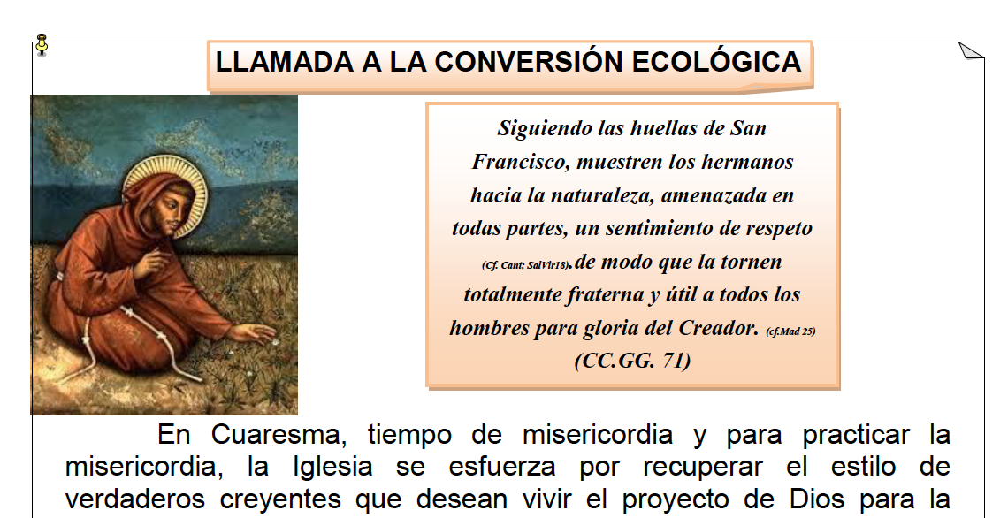 LLAMADA A LA CONVERSIÓN ECOLÓGICA
Siguiendo las huellas de San
Francisco, muestren los hermanos
hacia la naturaleza, amenazada en
todas partes, un sentimiento de respeto
(Cf. Cant; SalVir18).de modo que la tornen
totalmente fraterna y útil a todos los
hombres para gloria del Creador. (cf.Mad 25)
(CC.GG. 71)
En Cuaresma, tiempo de misericordia y para practicar la
misericordia, la Iglesia se esfuerza por recuperar el estilo de
verdaderos creyentes que desean vivir el proyecto de Dios para la